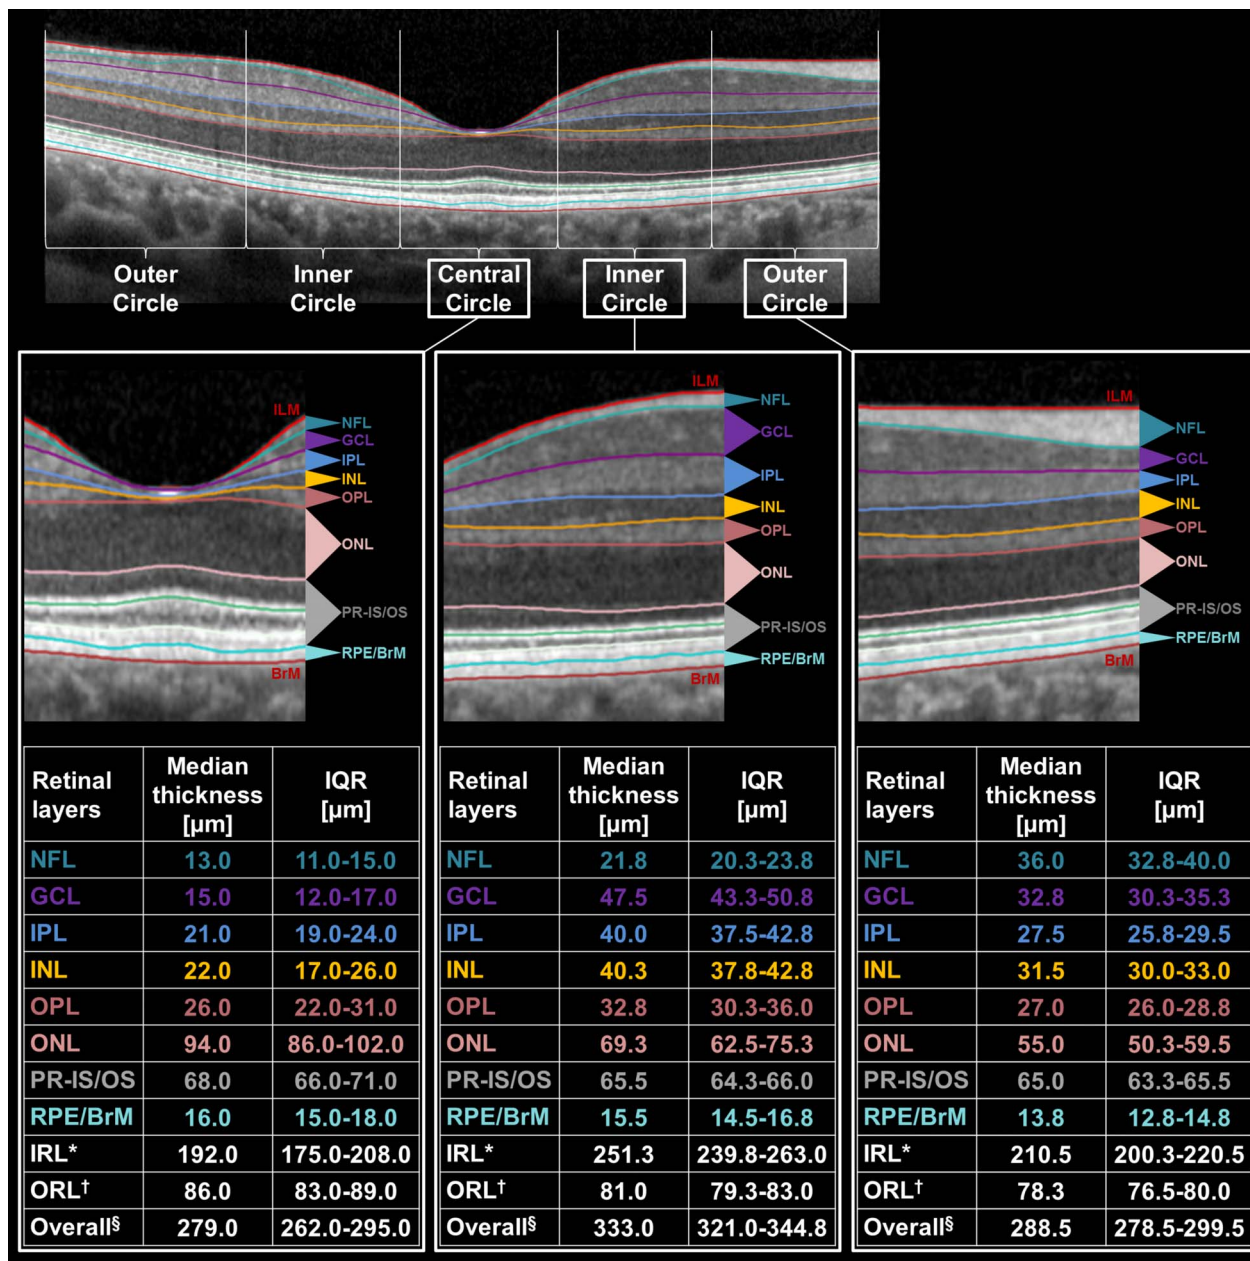 Outer Circle
Inner Circle
Central Circle
Inner Circle
Outer Circle
ILM
NFL
GCL
IPL
INL
OPL
ONL
PR-IS/OS
RPE/BrM
BrM
ILM
NFL
GCL
IPL
INL
OPL
ONL
PR-IS/OS
RPE/BrM
BrM
ILM
NFL
GCL
IPL
INL
OPL
ONL
PR-IS/OS
RPE/BrM
BrM
Retinal layers Median thickness [µm] IQR [µm]
NFL 13.0 11.0-15.0
GCL 15.0 12.0-17.0
IPL 21.0 19.0-24.0
INL 22.0 17.0-26.0
OPL 26.0 22.0-31.0
ONL 94.0 86.0-102.0
PR-IS/OS 68.0 66.0-71.0
RPE/BrM 16.0 15.0-18.0
IRL* 192.0 175.0-208.0
ORL† 86.0 83.0-89.0
Overall§ 279.0 262.0-295.0
Retinal layers Median thickness [µm] IQR [µm]
NFL 21.8 20.3-23.8
GCL 47.5 43.3-50.8
IPL 40.0 37.5-42.8
INL 40.3 37.8-42.8
OPL 32.8 30.3-36.0
ONL 69.3 62.5-75.3
PR-IS/OS 65.5 64.3-66.0
RPE/BrM 15.5 14.5-16.8
IRL* 251.3 239.8-263.0
ORL† 81.0 79.3-83.0
Overall§ 333.0 321.0-344.8
Retinal layers Median thickness [µm] IQR [µm]
NFL 36.0 32.8-40.0
GCL 32.8 30.3-35.3
IPL 27.5 25.8-29.5
INL 31.5 30.0-33.0
OPL 27.0 26.0-28.8
ONL 55.0 50.3-59.5
PR-IS/OS 65.0 63.3-65.5
RPE/BrM 13.8 12.8-14.8
IRL* 210.5 200.3-220.5
ORL† 78.3 76.5-80.0
Overall§ 288.5 278.5-299.5